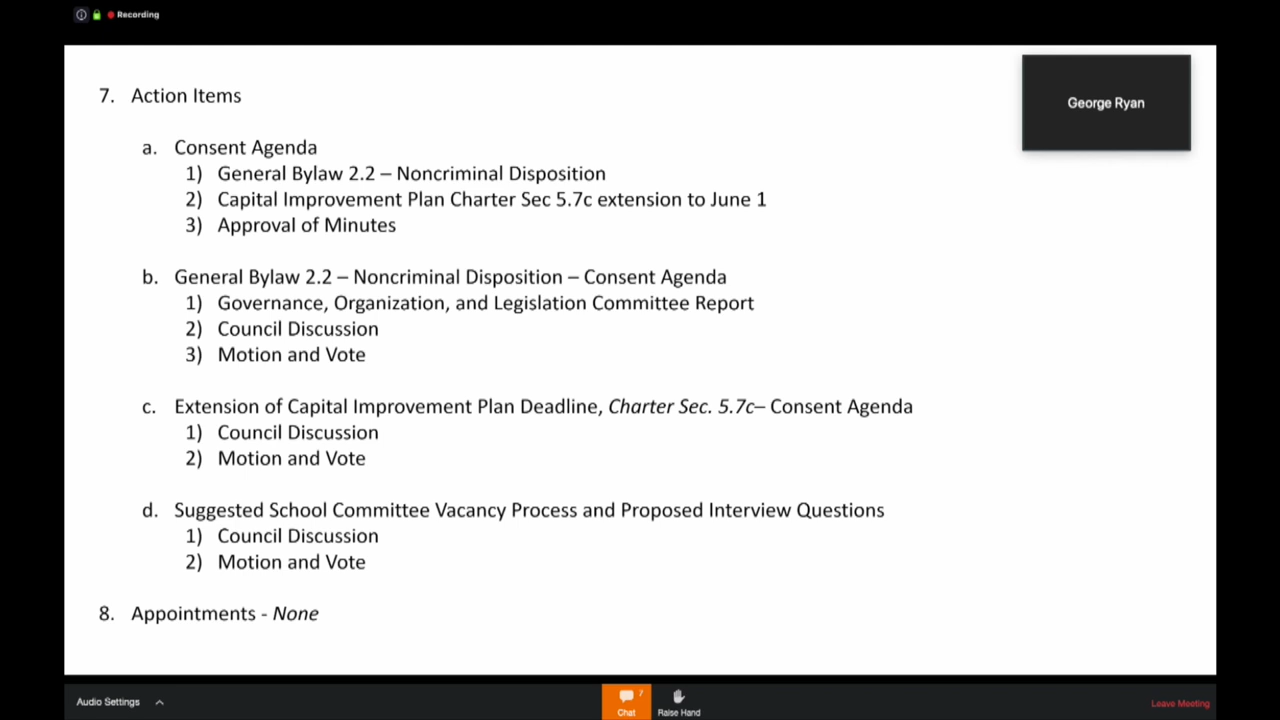 Recording
George Ryan
7. Action Items
a. Consent Agenda
1) General Bylaw 2.2 – Noncriminal Disposition
2) Capital Improvement Plan Charter Sec 5.7c extension to June 1
3) Approval of Minutes
b. General Bylaw 2.2 – Noncriminal Disposition – Consent Agenda
1) Governance, Organization, and Legislation Committee Report
2) Council Discussion
3) Motion and Vote
c. Extension of Capital Improvement Plan Deadline, Charter Sec. 5.7c– Consent Agenda
1) Council Discussion
2) Motion and Vote
d. Suggested School Committee Vacancy Process and Proposed Interview Questions
1) Council Discussion
2) Motion and Vote
8. Appointments - None
Audio Settings
7
Chat
Raise Hand
Leave Meeting